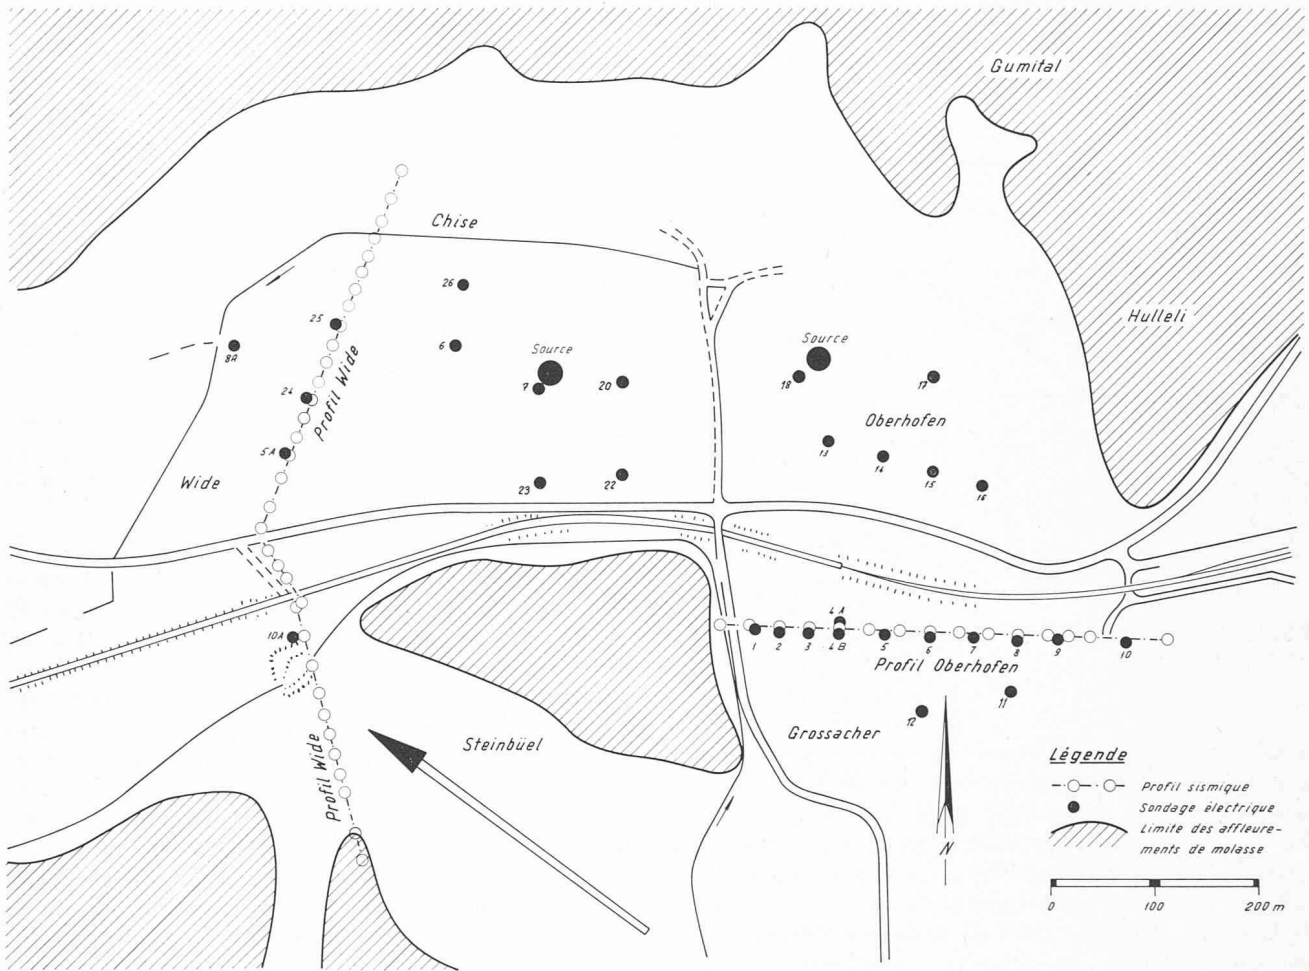 Gumital
Chise
26
25
Hulleli
8A
6
Source
Source
7
20
18
17
24
Profil Wide
Oberhofen
13
14
15
16
5A
Wide
23
22
4A
10A
1
2
3
4B
5
6
7
8
9
10
Profil Oberhofen
11
12
Grossacher
Steinbüel
Profil Wide
Légende
Profil sismique
Sondage électrique
Limite des affleure-
ments de molasse
N
0
100
200 m